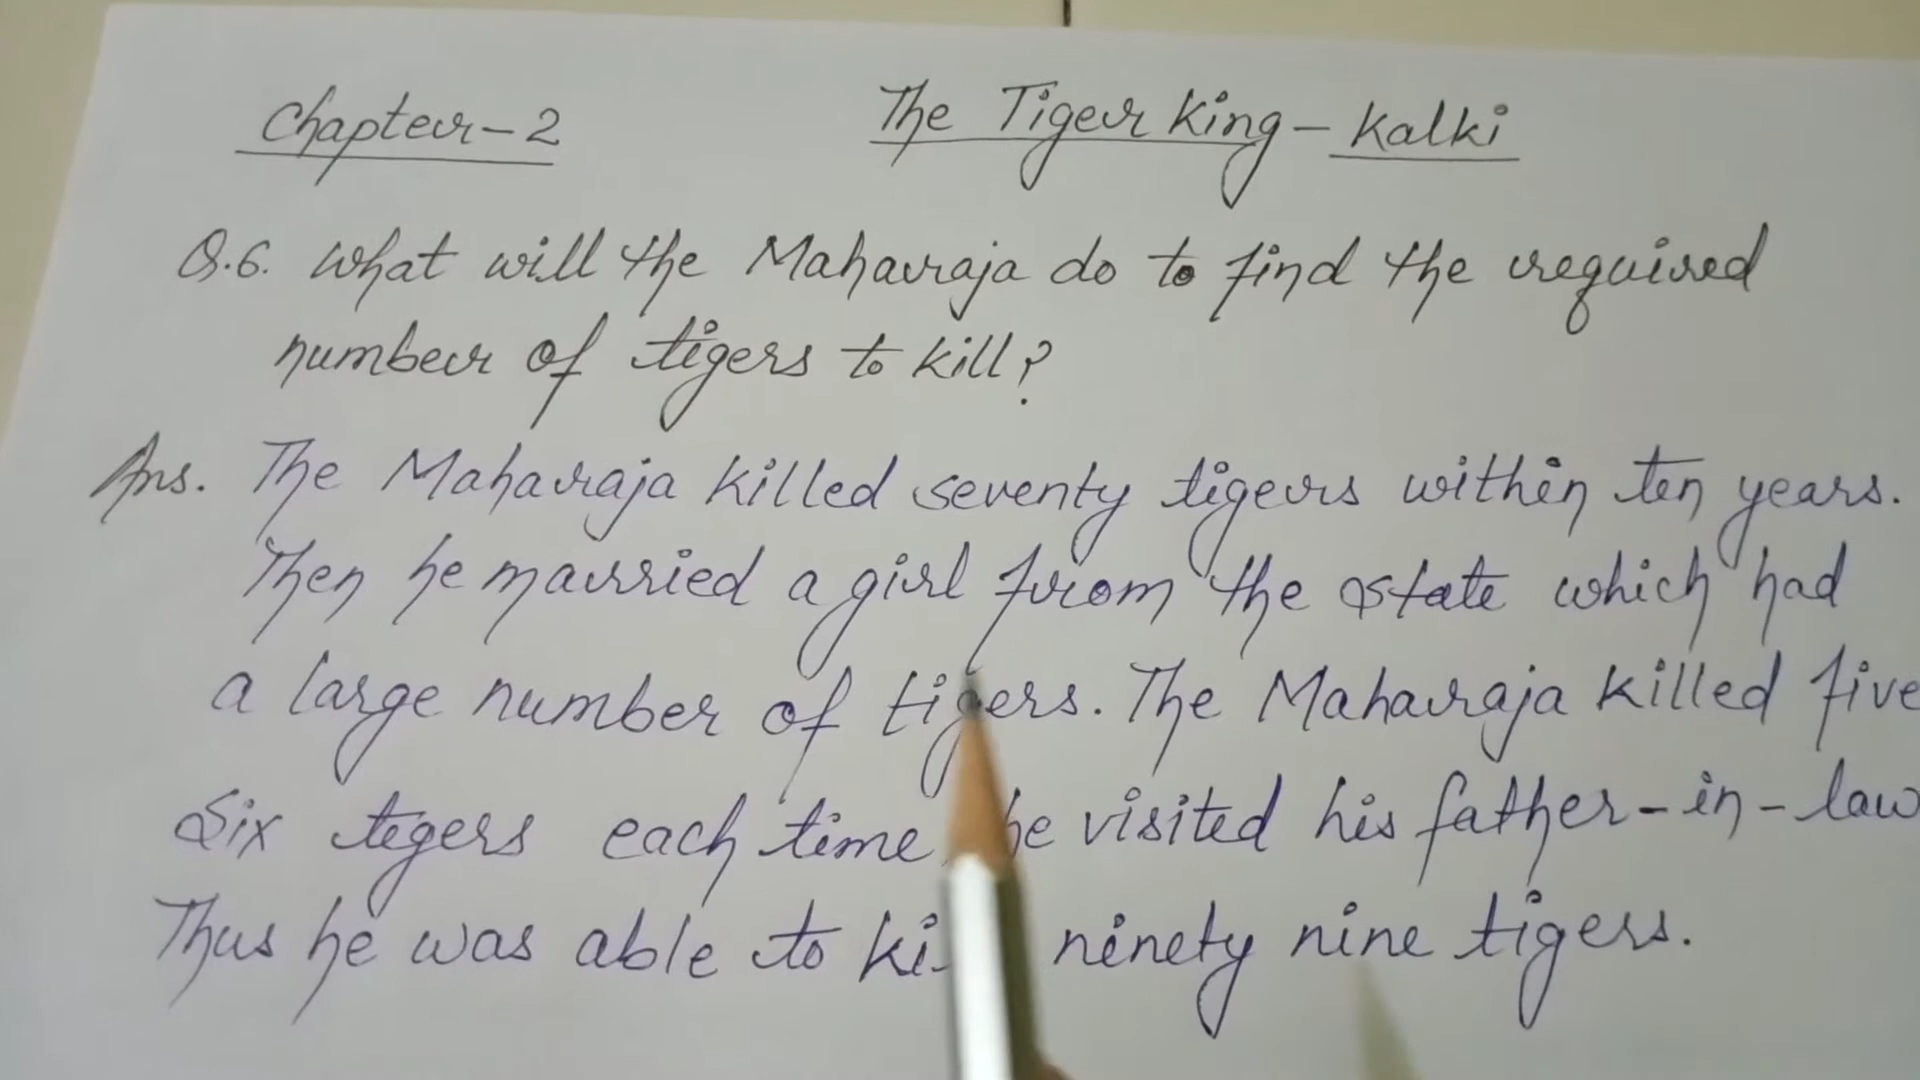 Chapter-2 The Tiger King - Kalki
Q.6. What will the Maharaja do to find the required
number of tigers to kill?
Ans. The Maharaja killed seventy tigers within ten years.
Then he married a girl from the state which had
a large number of tigers. The Maharaja killed five
Six tigers each time he visited his father-in-law
Thus he was able to ninety nine tigers.